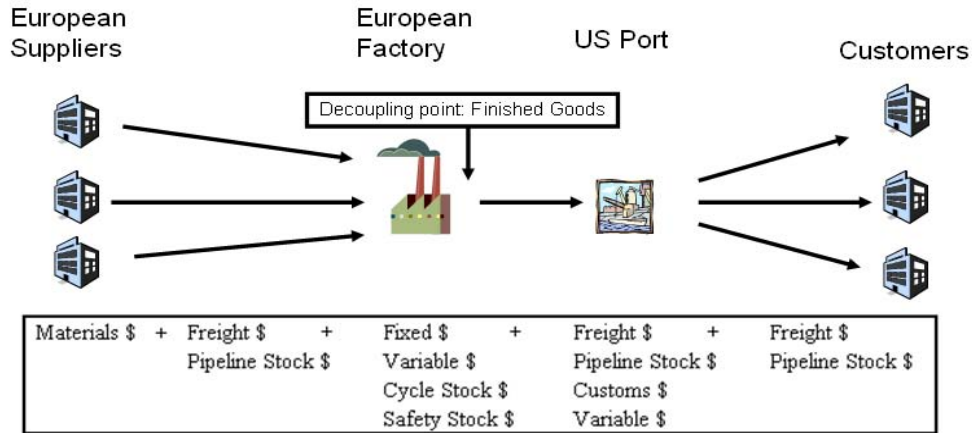 European
Suppliers
European
Factory
US Port
Customers
Decoupling point: Finished Goods
Materials $ + Freight $ + Fixed $ + Freight $ + Freight $
Pipeline Stock $ Variable $ Pipeline Stock $ Pipeline Stock $
Cycle Stock $ Customs $
Safety Stock $ Variable $